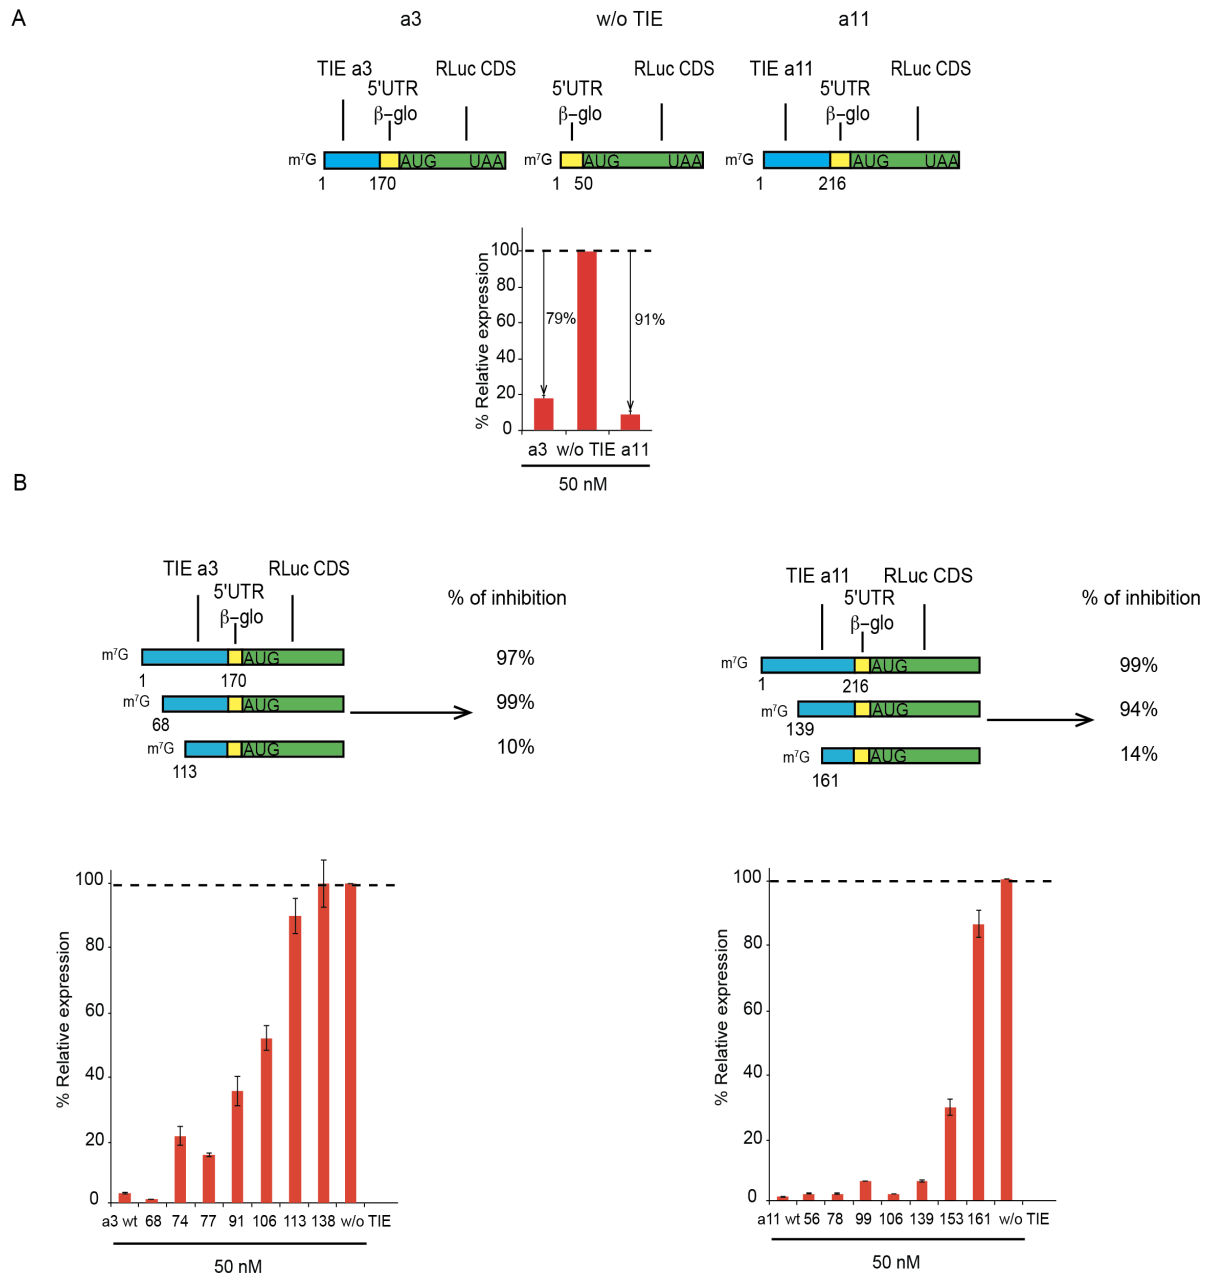 A
a3 w/o TIE a11
TIE a3 RLuc CDS RLuc CDS TIE a11 RLuc CDS
5'UTR 5'UTR 5'UTR
β–glo β–glo β–glo
m⁷G AUG UAA m⁷G AUG UAA m⁷G AUG UAA
1 170 1 50 1 216
% Relative expression
100
80
60
40
20
0
79% 91%
a3 w/o TIE a11
50 nM
B
TIE a3 RLuc CDS
5'UTR
β–glo
% of inhibition
m⁷G AUG 97%
1 170
m⁷G AUG 99%
68
m⁷G AUG 10%
113
TIE a11 RLuc CDS
5'UTR
β–glo
% of inhibition
m⁷G AUG 99%
1 216
m⁷G AUG 94%
139
m⁷G AUG 14%
161
% Relative expression
100
80
60
40
20
0
a3 wt 68 74 77 91 106 113 138 w/o TIE
50 nM
% Relative expression
100
80
60
40
20
0
a11 wt 56 78 99 106 139 153 161 w/o TIE
50 nM